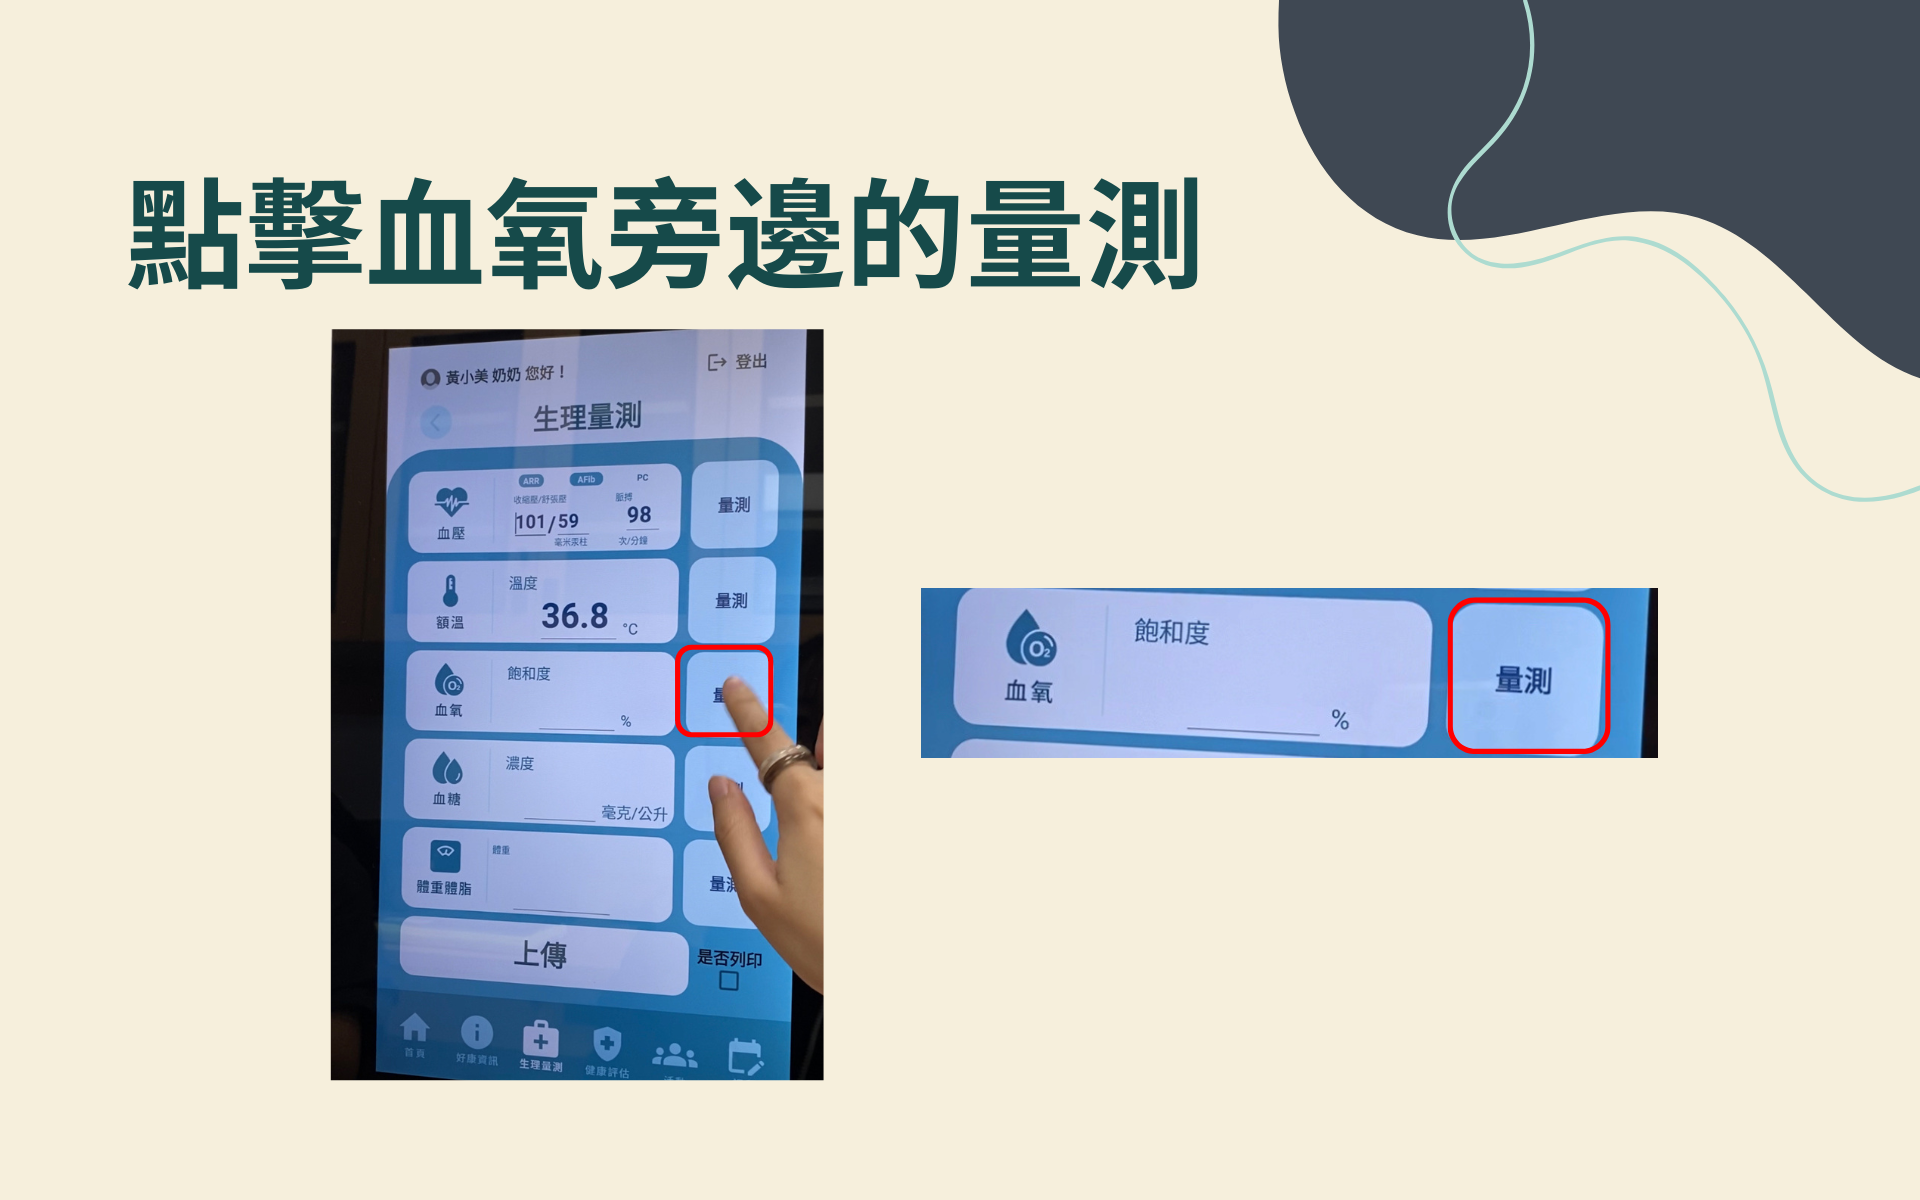 點擊血氧旁邊的量測
黃小美 奶奶 您好！
登出
生理量測
ARR AFib PC
收縮壓/舒張壓 脈搏
101/59 98
毫米汞柱 次/分鐘
血壓
量測
溫度
36.8 °C
額溫
量測
飽和度
O₂
%
血氧
量
濃度
毫克/公升
血糖
體重
體重體脂
量測
上傳
是否列印
首頁
好康資訊
生理量測
健康評估
飽和度
O₂
血氧
%
量測